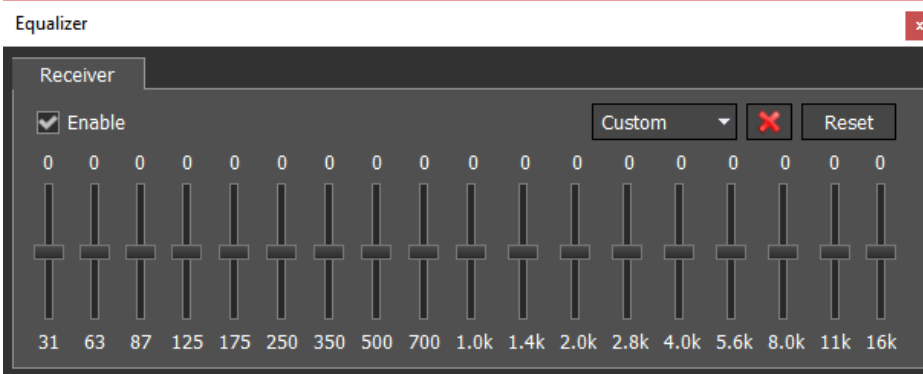 Equalizer x
Receiver
Enable Custom Reset
0 0 0 0 0 0 0 0 0 0 0 0 0 0 0 0 0 0
31 63 87 125 175 250 350 500 700 1.0k 1.4k 2.0k 2.8k 4.0k 5.6k 8.0k 11k 16k